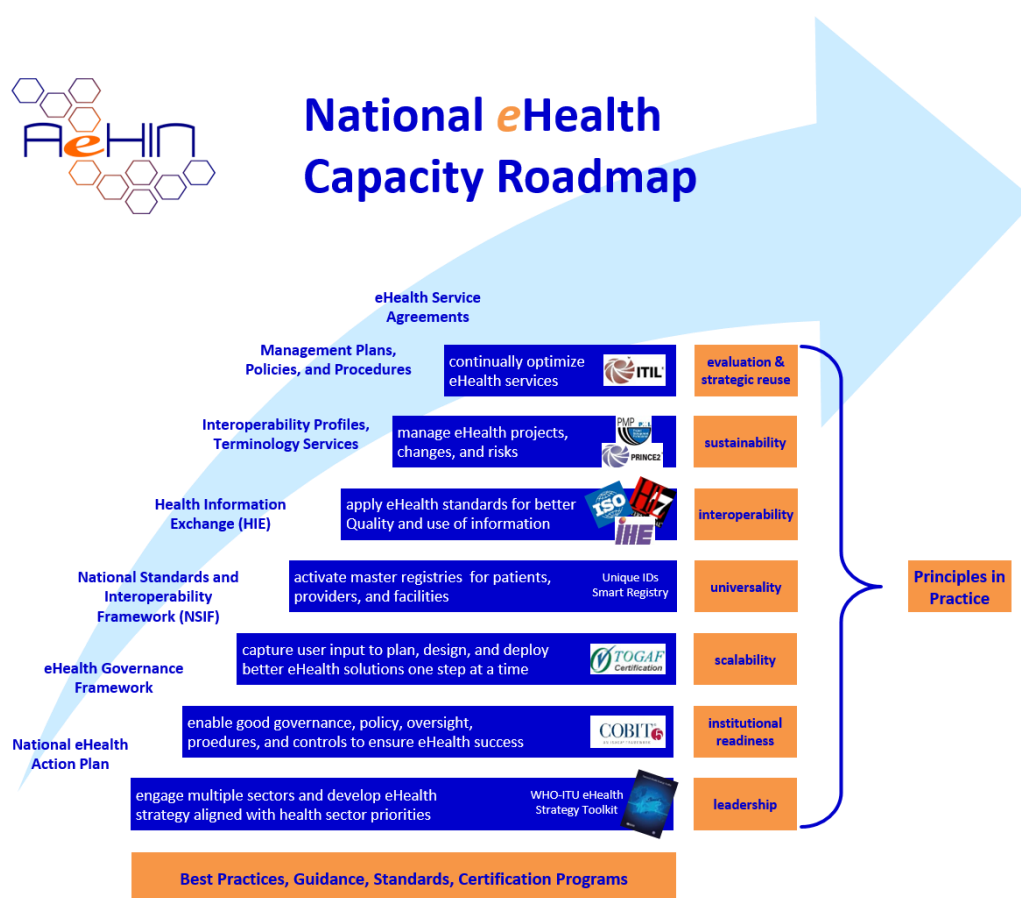 AeHIN
National eHealth
Capacity Roadmap
eHealth Service
Agreements
Management Plans,
Policies, and Procedures
continually optimize
eHealth services
ITIL®
evaluation &
strategic reuse
Interoperability Profiles,
Terminology Services
manage eHealth projects,
changes, and risks
PMP
PRINCE2
sustainability
Health Information
Exchange (HIE)
apply eHealth standards for better
Quality and use of information
ISO
HL7
IHE
interoperability
National Standards and
Interoperability
Framework (NSIF)
activate master registries for patients,
providers, and facilities
Unique IDs
Smart Registry
universality
Principles in
Practice
eHealth Governance
Framework
capture user input to plan, design, and deploy
better eHealth solutions one step at a time
TOGAF
Certification
scalability
National eHealth
Action Plan
enable good governance, policy, oversight,
proedures, and controls to ensure eHealth success
COBIT 5
institutional
readiness
engage multiple sectors and develop eHealth
strategy aligned with health sector priorities
WHO-ITU eHealth
Strategy Toolkit
leadership
Best Practices, Guidance, Standards, Certification Programs